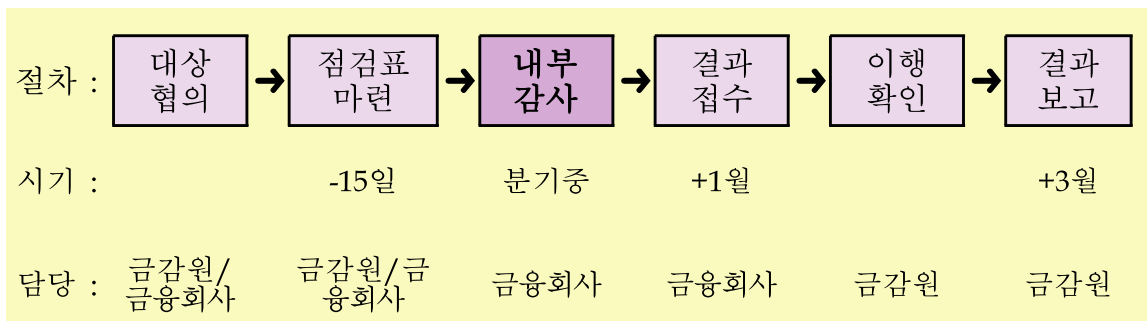 절차 : 대상 협의 ➔ 점검표 마련 ➔ 내부 감사 ➔ 결과 접수 ➔ 이행 확인 ➔ 결과 보고
시기 : -15일 분기중 +1월 +3월
담당 : 금감원/ 금융회사 금감원/금 융회사 금융회사 금융회사 금감원 금감원